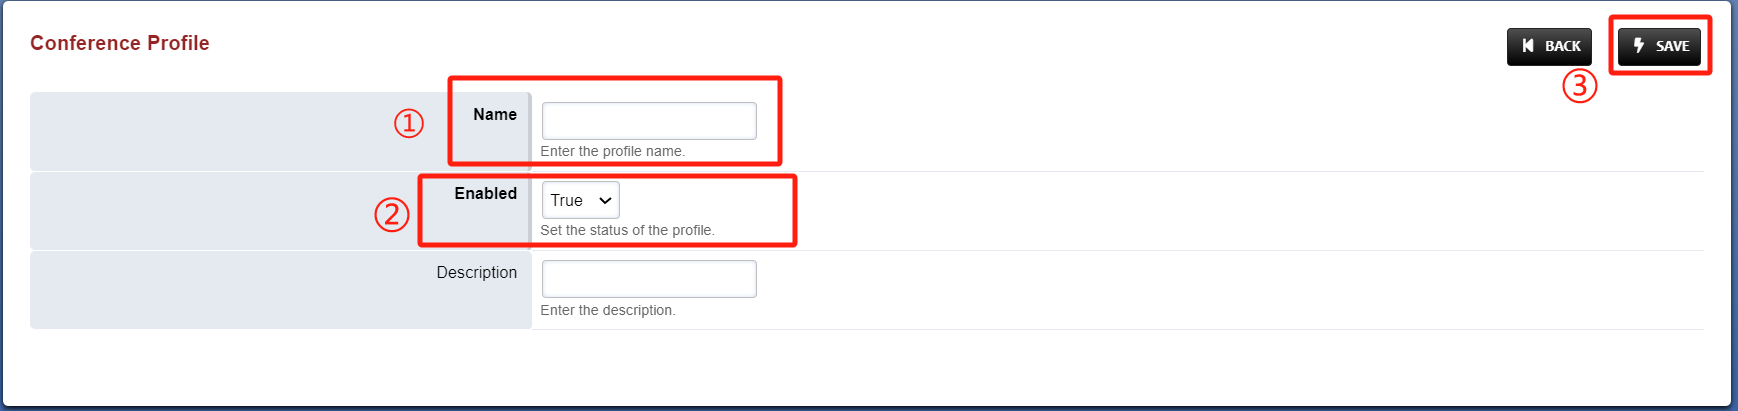 Conference Profile
BACK
SAVE
③
① Name
Enter the profile name.
② Enabled True
Set the status of the profile.
Description
Enter the description.